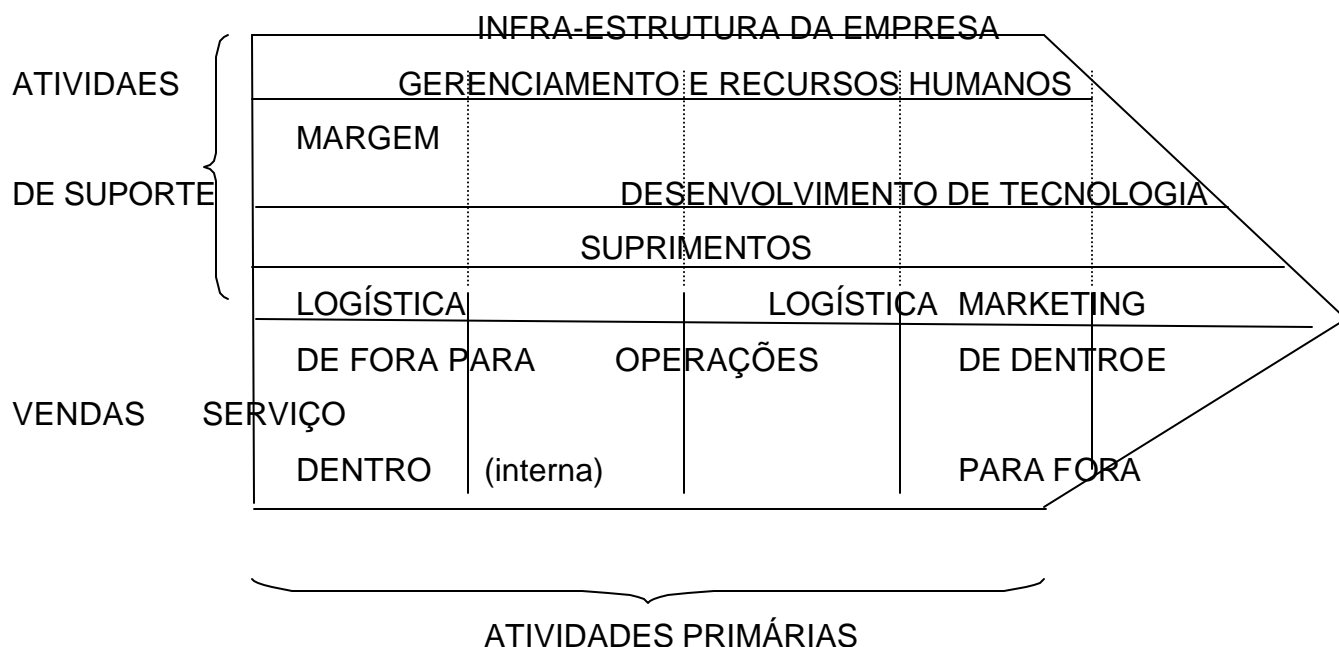 INFRA-ESTRUTURA DA EMPRESA
ATIVIDAES GERENCIAMENTO E RECURSOS HUMANOS
MARGEM
DE SUPORTE DESENVOLVIMENTO DE TECNOLOGIA
SUPRIMENTOS
LOGÍSTICA LOGÍSTICA MARKETING
DE FORA PARA OPERAÇÕES DE DENTROE
VENDAS SERVIÇO
DENTRO (interna) PARA FORA
ATIVIDADES PRIMÁRIAS